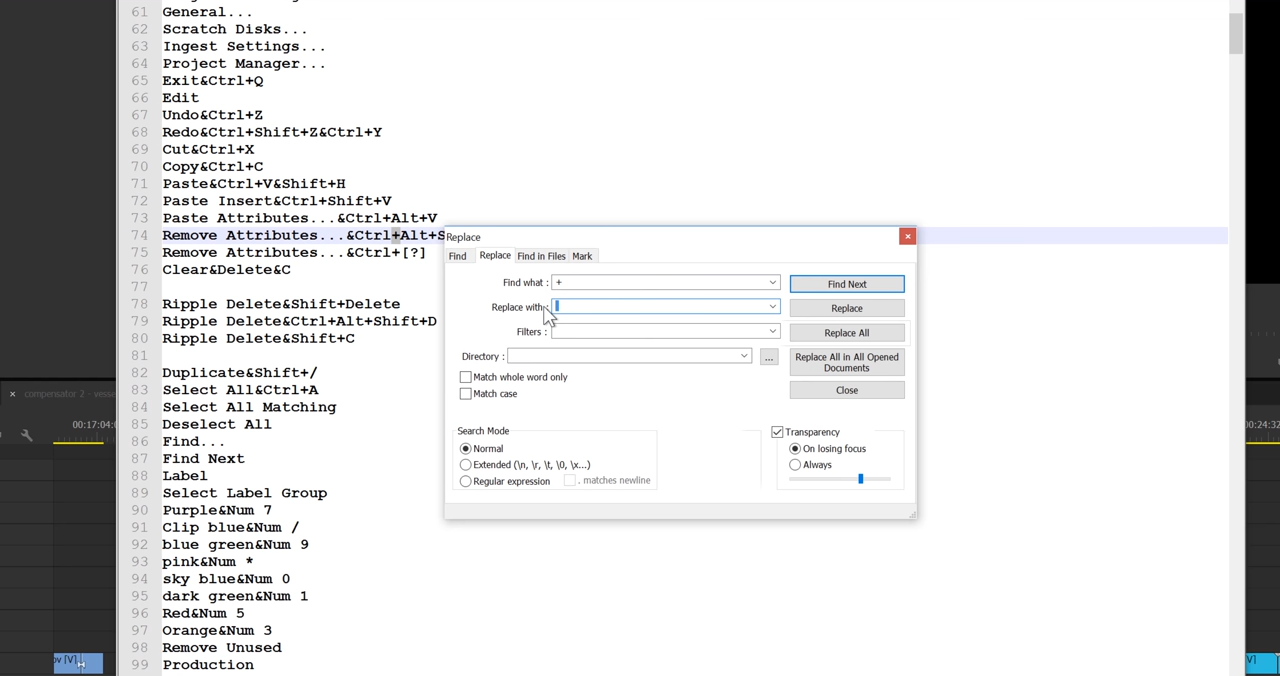 61 General...
62 Scratch Disks...
63 Ingest Settings...
64 Project Manager...
65 Exit&Ctrl+Q
66 Edit
67 Undo&Ctrl+Z
68 Redo&Ctrl+Shift+Z&Ctrl+Y
69 Cut&Ctrl+X
70 Copy&Ctrl+C
71 Paste&Ctrl+V&Shift+H
72 Paste Insert&Ctrl+Shift+V
73 Paste Attributes...&Ctrl+Alt+V
74 Remove Attributes...&Ctrl+Alt+S
75 Remove Attributes...&Ctrl+[?]
76 Clear&Delete&C
77
78 Ripple Delete&Shift+Delete
79 Ripple Delete&Ctrl+Alt+Shift+D
80 Ripple Delete&Shift+C
81
82 Duplicate&Shift+/
83 Select All&Ctrl+A
84 Select All Matching
85 Deselect All
86 Find...
87 Find Next
88 Label
89 Select Label Group
90 Purple&Num 7
91 Clip blue&Num /
92 blue green&Num 9
93 pink&Num *
94 sky blue&Num 0
95 dark green&Num 1
96 Red&Num 5
97 Orange&Num 3
98 Remove Unused
99 Production
Replace
Find Replace Find in Files Mark
Find what : + Find Next
Replace with : Replace
Filters : Replace All
Directory : ... Replace All in All Opened
Documents
Match whole word only
Match case Close
Search Mode Transparency
Normal On losing focus
Extended (\n, \r, \t, \0, \x...) Always
Regular expression . matches newline
× compensator 2 - vesse
00:17:04:
0:24:32
ov [V]
V]